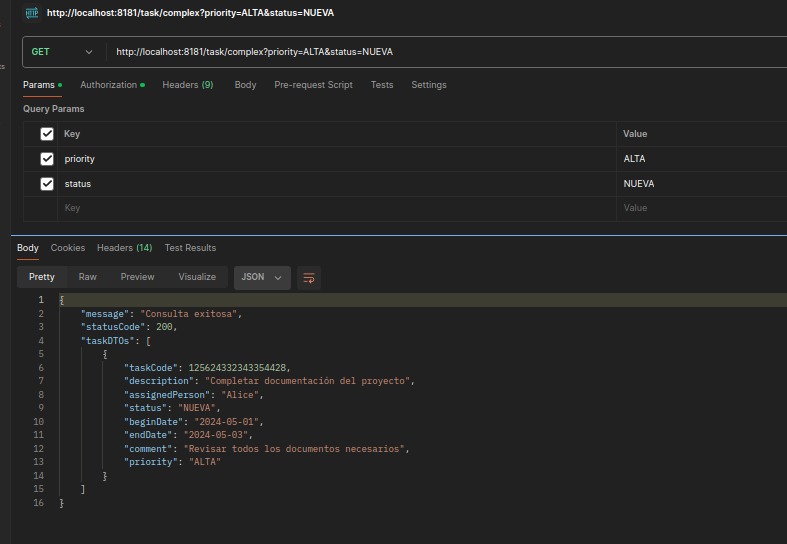 HTTP http://localhost:8181/task/complex?priority=ALTA&status=NUEVA
GET http://localhost:8181/task/complex?priority=ALTA&status=NUEVA
Params Authorization Headers (9) Body Pre-request Script Tests Settings
Query Params
Key Value
priority ALTA
status NUEVA
Key Value
Body Cookies Headers (14) Test Results
Pretty Raw Preview Visualize JSON
1 {
2 "message": "Consulta exitosa",
3 "statusCode": 200,
4 "taskDTOs": [
5 {
6 "taskCode": 125624332343354428,
7 "description": "Completar documentación del proyecto",
8 "assignedPerson": "Alice",
9 "status": "NUEVA",
10 "beginDate": "2024-05-01",
11 "endDate": "2024-05-03",
12 "comment": "Revisar todos los documentos necesarios",
13 "priority": "ALTA"
14 }
15 ]
16 }